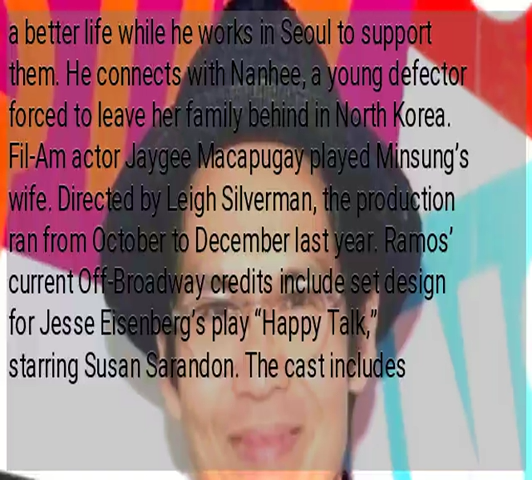 a better life while he works in Seoul to support
them. He connects with Nanhee, a young defector
forced to leave her family behind in North Korea.
Fil-Am actor Jaygee Macapugay played Minsung’s
wife. Directed by Leigh Silverman, the production
ran from October to December last year. Ramos’
current Off-Broadway credits include set design
for Jesse Eisenberg’s play “Happy Talk,”
starring Susan Sarandon. The cast includes